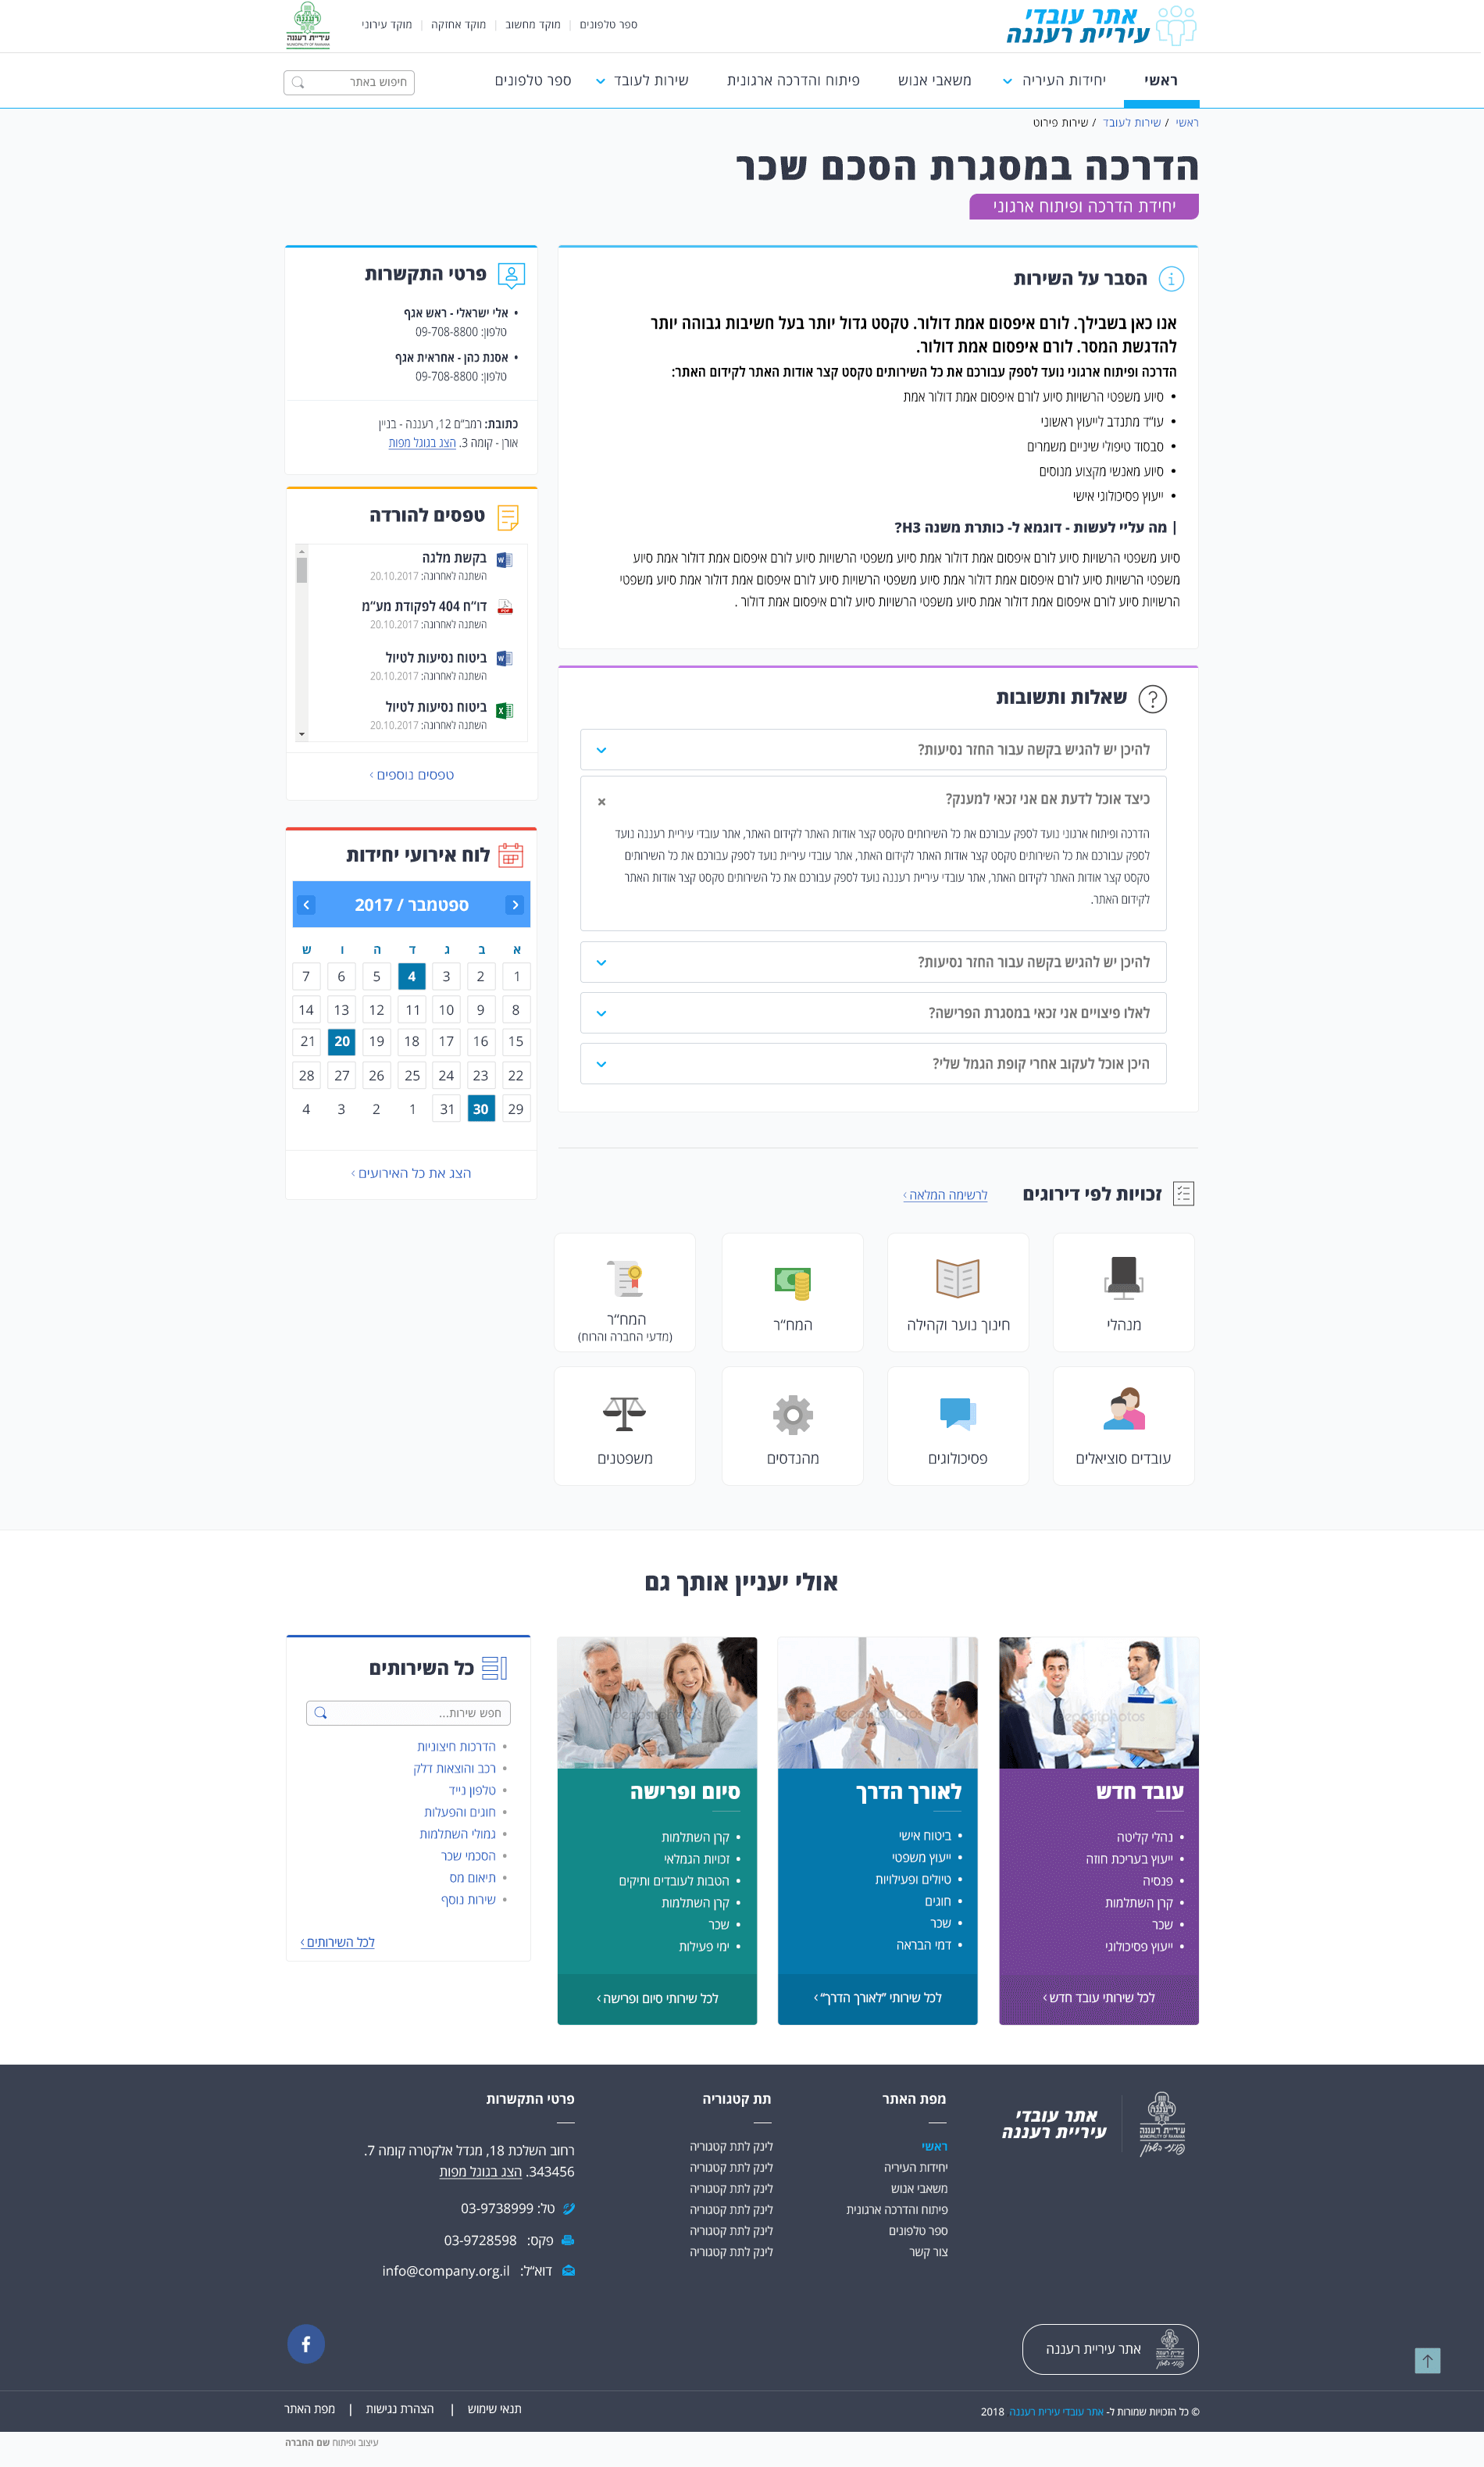 אתר עובדי
עיריית רעננה
ספר טלפונים | מוקד מחשוב | מוקד אחזקה | מוקד עירוני
עיריית רעננה
MUNICIPALITY OF RA'ANANA
ראשי
יחידות העיריה
משאבי אנוש
פיתוח והדרכה ארגונית
שירות לעובד
ספר טלפונים
חיפוש באתר
ראשי / שירות לעובד / שירות פירוט
הדרכה במסגרת הסכם שכר
יחידת הדרכה ופיתוח ארגוני
הסבר על השירות
אנו כאן בשבילך. לורם איפסום אמת דולור. טקסט גדול יותר בעל חשיבות גבוהה יותר
להדגשת המסר. לורם איפסום אמת דולור.
הדרכה ופיתוח ארגוני נועד לספק עבורכם את כל השירותים טקסט קצר אודות האתר לקידום האתר:
• סיוע משפטי הרשויות סיוע לורם איפסום אמת דולור אמת
• עו״ד מתנדב לייעוץ ראשוני
• סבסוד טיפולי שיניים משמרים
• סיוע מאנשי מקצוע מנוסים
• ייעוץ פסיכולוגי אישי
| מה עליי לעשות - דוגמא ל- כותרת משנה H3?
סיוע משפטי הרשויות סיוע לורם איפסום אמת דולור אמת סיוע משפטי הרשויות סיוע לורם איפסום אמת דולור אמת סיוע
משפטי הרשויות סיוע לורם איפסום אמת דולור אמת סיוע משפטי הרשויות סיוע לורם איפסום אמת דולור אמת סיוע משפטי
הרשויות סיוע לורם איפסום אמת דולור אמת סיוע משפטי הרשויות סיוע לורם איפסום אמת דולור .
שאלות ותשובות
להיכן יש להגיש בקשה עבור החזר נסיעות?
כיצד אוכל לדעת אם אני זכאי למענק?
הדרכה ופיתוח ארגוני נועד לספק עבורכם את כל השירותים טקסט קצר אודות האתר לקידום האתר, אתר עובדי עיריית רעננה נועד
לספק עבורכם את כל השירותים טקסט קצר אודות האתר לקידום האתר, אתר עובדי עיריית נועד לספק עבורכם את כל השירותים
טקסט קצר אודות האתר לקידום האתר, אתר עובדי עיריית רעננה נועד לספק עבורכם את כל השירותים טקסט קצר אודות האתר
לקידום האתר.
להיכן יש להגיש בקשה עבור החזר נסיעות?
לאלו פיצויים אני זכאי במסגרת הפרישה?
היכן אוכל לעקוב אחרי קופת הגמל שלי?
פרטי התקשרות
• אלי ישראלי - ראש אגף
טלפון: 09-708-8800
• אסנת כהן - אחראית אגף
טלפון: 09-708-8800
כתובת: רמב״ם 12, רעננה - בניין
אורן - קומה 3. הצג בגוגל מפות
טפסים להורדה
בקשת מלגה
השתנה לאחרונה: 20.10.2017
דו״ח 404 לפקודת מע״מ
השתנה לאחרונה: 20.10.2017
ביטוח נסיעות לטיול
השתנה לאחרונה: 20.10.2017
ביטוח נסיעות לטיול
השתנה לאחרונה: 20.10.2017
טפסים נוספים ›
לוח אירועי יחידות
ספטמבר / 2017
א ב ג ד ה ו ש
1 2 3 4 5 6 7
8 9 10 11 12 13 14
15 16 17 18 19 20 21
22 23 24 25 26 27 28
29 30 31 1 2 3 4
הצג את כל האירועים ›
זכויות לפי דירוגים
לרשימה המלאה ›
מנהלי
חינוך נוער וקהילה
המח״ר
המח״ר
(מדעי החברה והרוח)
עובדים סוציאלים
פסיכולוגים
מהנדסים
משפטנים
אולי יעניין אותך גם
depositphotos
עובד חדש
• נהלי קליטה
• ייעוץ בעריכת חוזה
• פנסיה
• קרן השתלמות
• שכר
• ייעוץ פסיכולוגי
לכל שירותי עובד חדש ›
depositphotos
לאורך הדרך
• ביטוח אישי
• ייעוץ משפטי
• טיולים ופעילויות
• חוגים
• שכר
• דמי הבראה
לכל שירותי ״לאורך הדרך״ ›
depositphotos
סיום ופרישה
• קרן השתלמות
• זכויות הגמלאי
• הטבות לעובדים ותיקים
• קרן השתלמות
• שכר
• ימי פעילות
לכל שירותי סיום ופרישה ›
כל השירותים
חפש שירות...
• הדרכות חיצוניות
• רכב והוצאות דלק
• טלפון נייד
• חוגים והפעלות
• גמולי השתלמות
• הסכמי שכר
• תיאום מס
• שירות נוסף
לכל השירותים ›
עיריית רעננה
MUNICIPALITY OF RA'ANANA
אתר עובדי
עיריית רעננה
מפת האתר
ראשי
יחידות העיריה
משאבי אנוש
פיתוח והדרכה ארגונית
ספר טלפונים
צור קשר
תת קטגוריה
לינק לתת קטגוריה
לינק לתת קטגוריה
לינק לתת קטגוריה
לינק לתת קטגוריה
לינק לתת קטגוריה
לינק לתת קטגוריה
פרטי התקשרות
רחוב השלכת 18, מגדל אלקטרה קומה 7.
343456. הצג בגוגל מפות
טל: 03-9738999
פקס: 03-9728598
דוא״ל: info@company.org.il
אתר עיריית רעננה
© כל הזכויות שמורות ל- אתר עובדי עירית רעננה 2018
תנאי שימוש | הצהרת נגישות | מפת האתר
עיצוב ופיתוח שם החברה